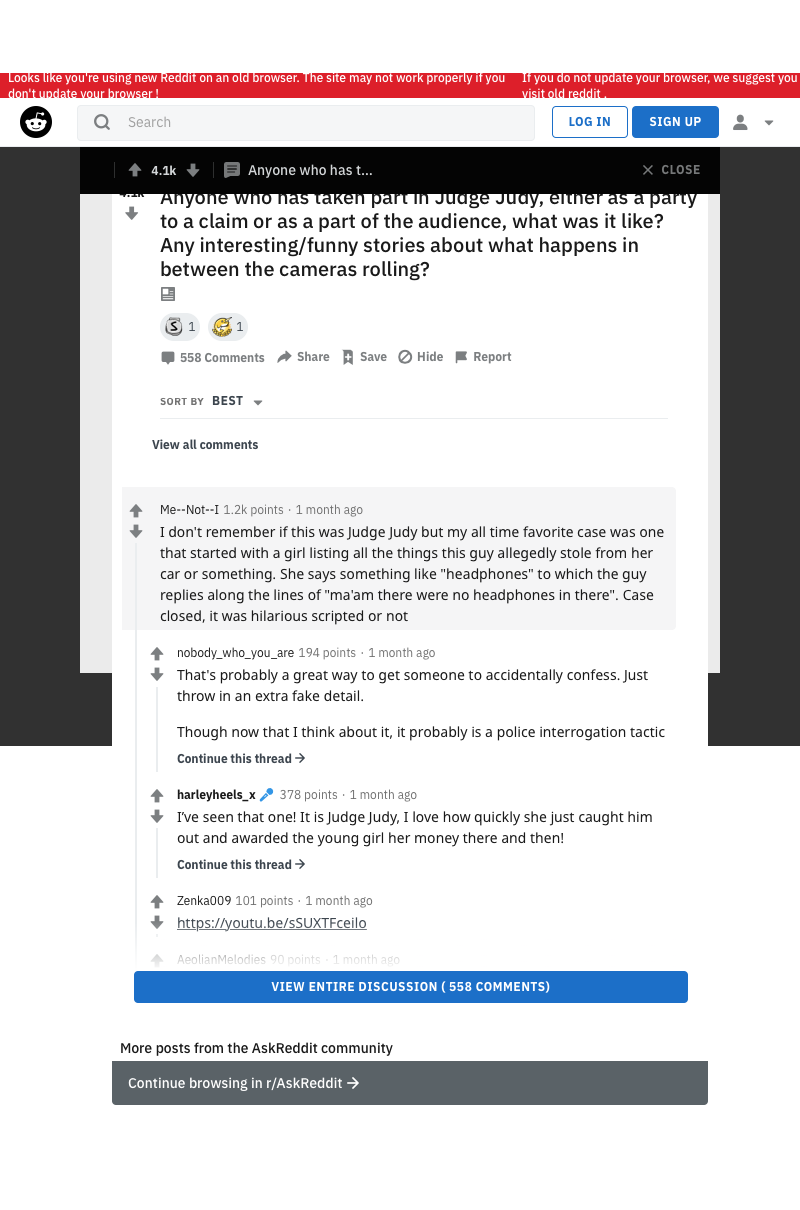 Looks like you're using new Reddit on an old browser. The site may not work properly if you
don't update your browser !
If you do not update your browser, we suggest you
visit old reddit .
Search
LOG IN
SIGN UP
4.1k
Anyone who has t...
CLOSE
4.1k
Anyone who has taken part in Judge Judy, either as a party
to a claim or as a part of the audience, what was it like?
Any interesting/funny stories about what happens in
between the cameras rolling?
S 1
1
558 Comments Share Save Hide Report
SORT BY BEST
View all comments
Me--Not--I 1.2k points · 1 month ago
I don't remember if this was Judge Judy but my all time favorite case was one
that started with a girl listing all the things this guy allegedly stole from her
car or something. She says something like "headphones" to which the guy
replies along the lines of "ma'am there were no headphones in there". Case
closed, it was hilarious scripted or not
nobody_who_you_are 194 points · 1 month ago
That's probably a great way to get someone to accidentally confess. Just
throw in an extra fake detail.
Though now that I think about it, it probably is a police interrogation tactic
Continue this thread →
harleyheels_x 378 points · 1 month ago
I've seen that one! It is Judge Judy, I love how quickly she just caught him
out and awarded the young girl her money there and then!
Continue this thread →
Zenka009 101 points · 1 month ago
https://youtu.be/sSUXTFceilo
AeolianMelodies 90 points · 1 month ago
VIEW ENTIRE DISCUSSION ( 558 COMMENTS)
More posts from the AskReddit community
Continue browsing in r/AskReddit →